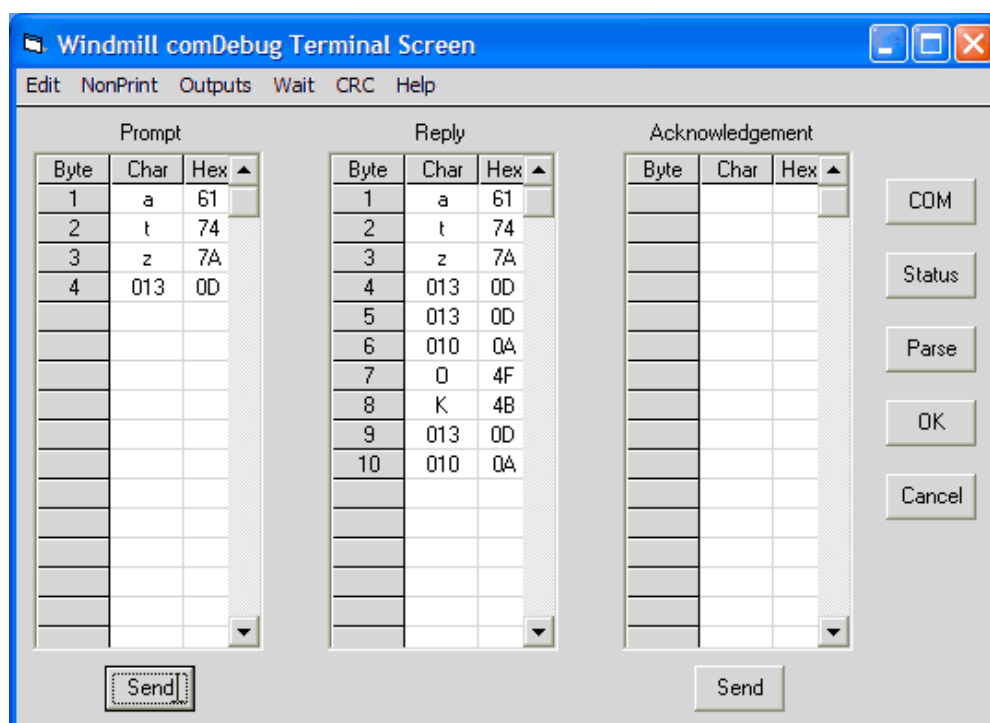 Windmill comDebug Terminal Screen
Edit NonPrint Outputs Wait CRC Help
Prompt Reply Acknowledgement
Byte Char Hex Byte Char Hex Byte Char Hex
1 a 61 1 a 61
2 t 74 2 t 74
3 z 7A 3 z 7A
4 013 0D 4 013 0D
5 013 0D
6 010 0A
7 O 4F
8 K 4B
9 013 0D
10 010 0A
COM
Status
Parse
OK
Cancel
Send Send